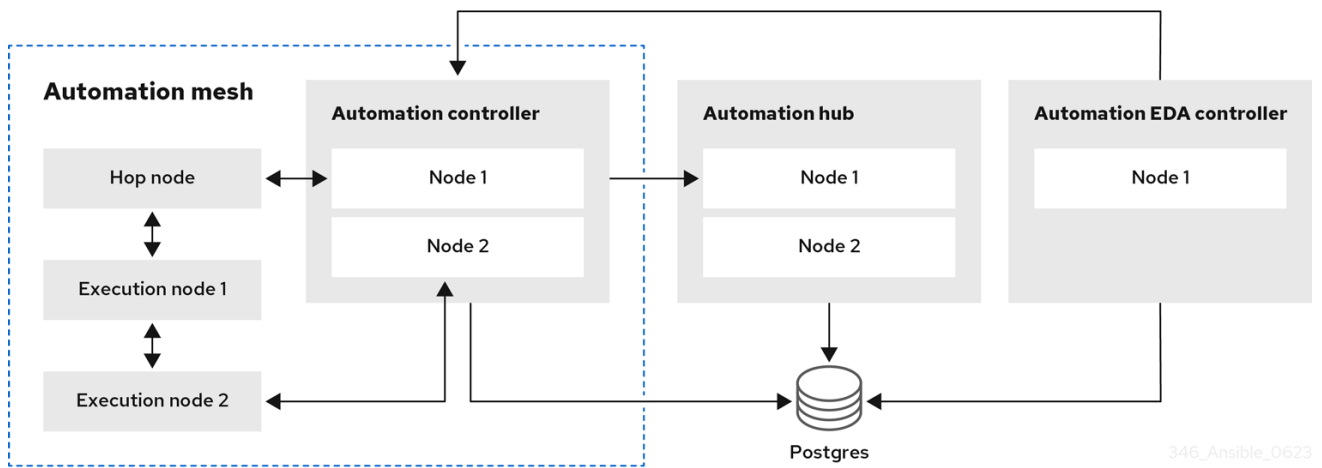 Automation mesh
Automation controller
Automation hub
Automation EDA controller
Hop node
Node 1
Node 1
Node 1
Node 2
Node 2
Execution node 1
Execution node 2
Postgres
346_Ansible_0623